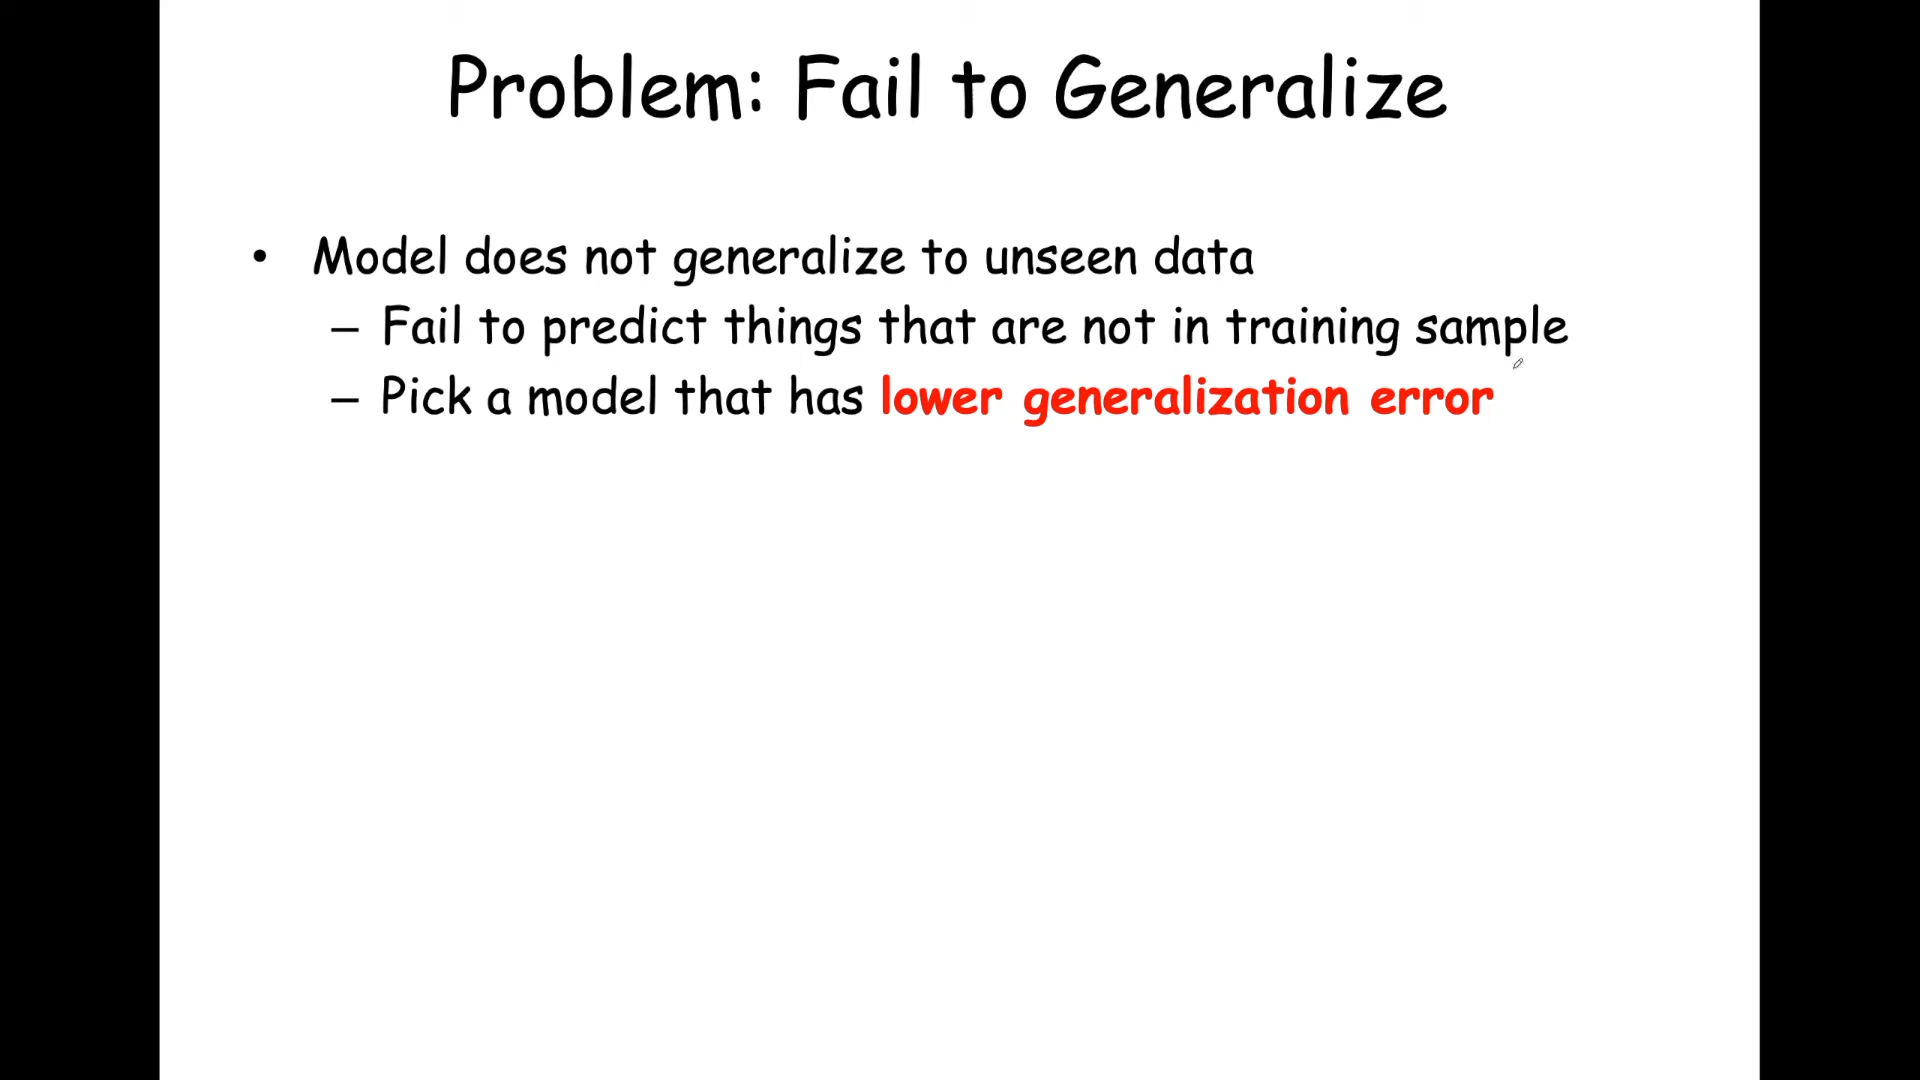 Problem: Fail to Generalize
• Model does not generalize to unseen data
– Fail to predict things that are not in training sample
– Pick a model that has lower generalization error